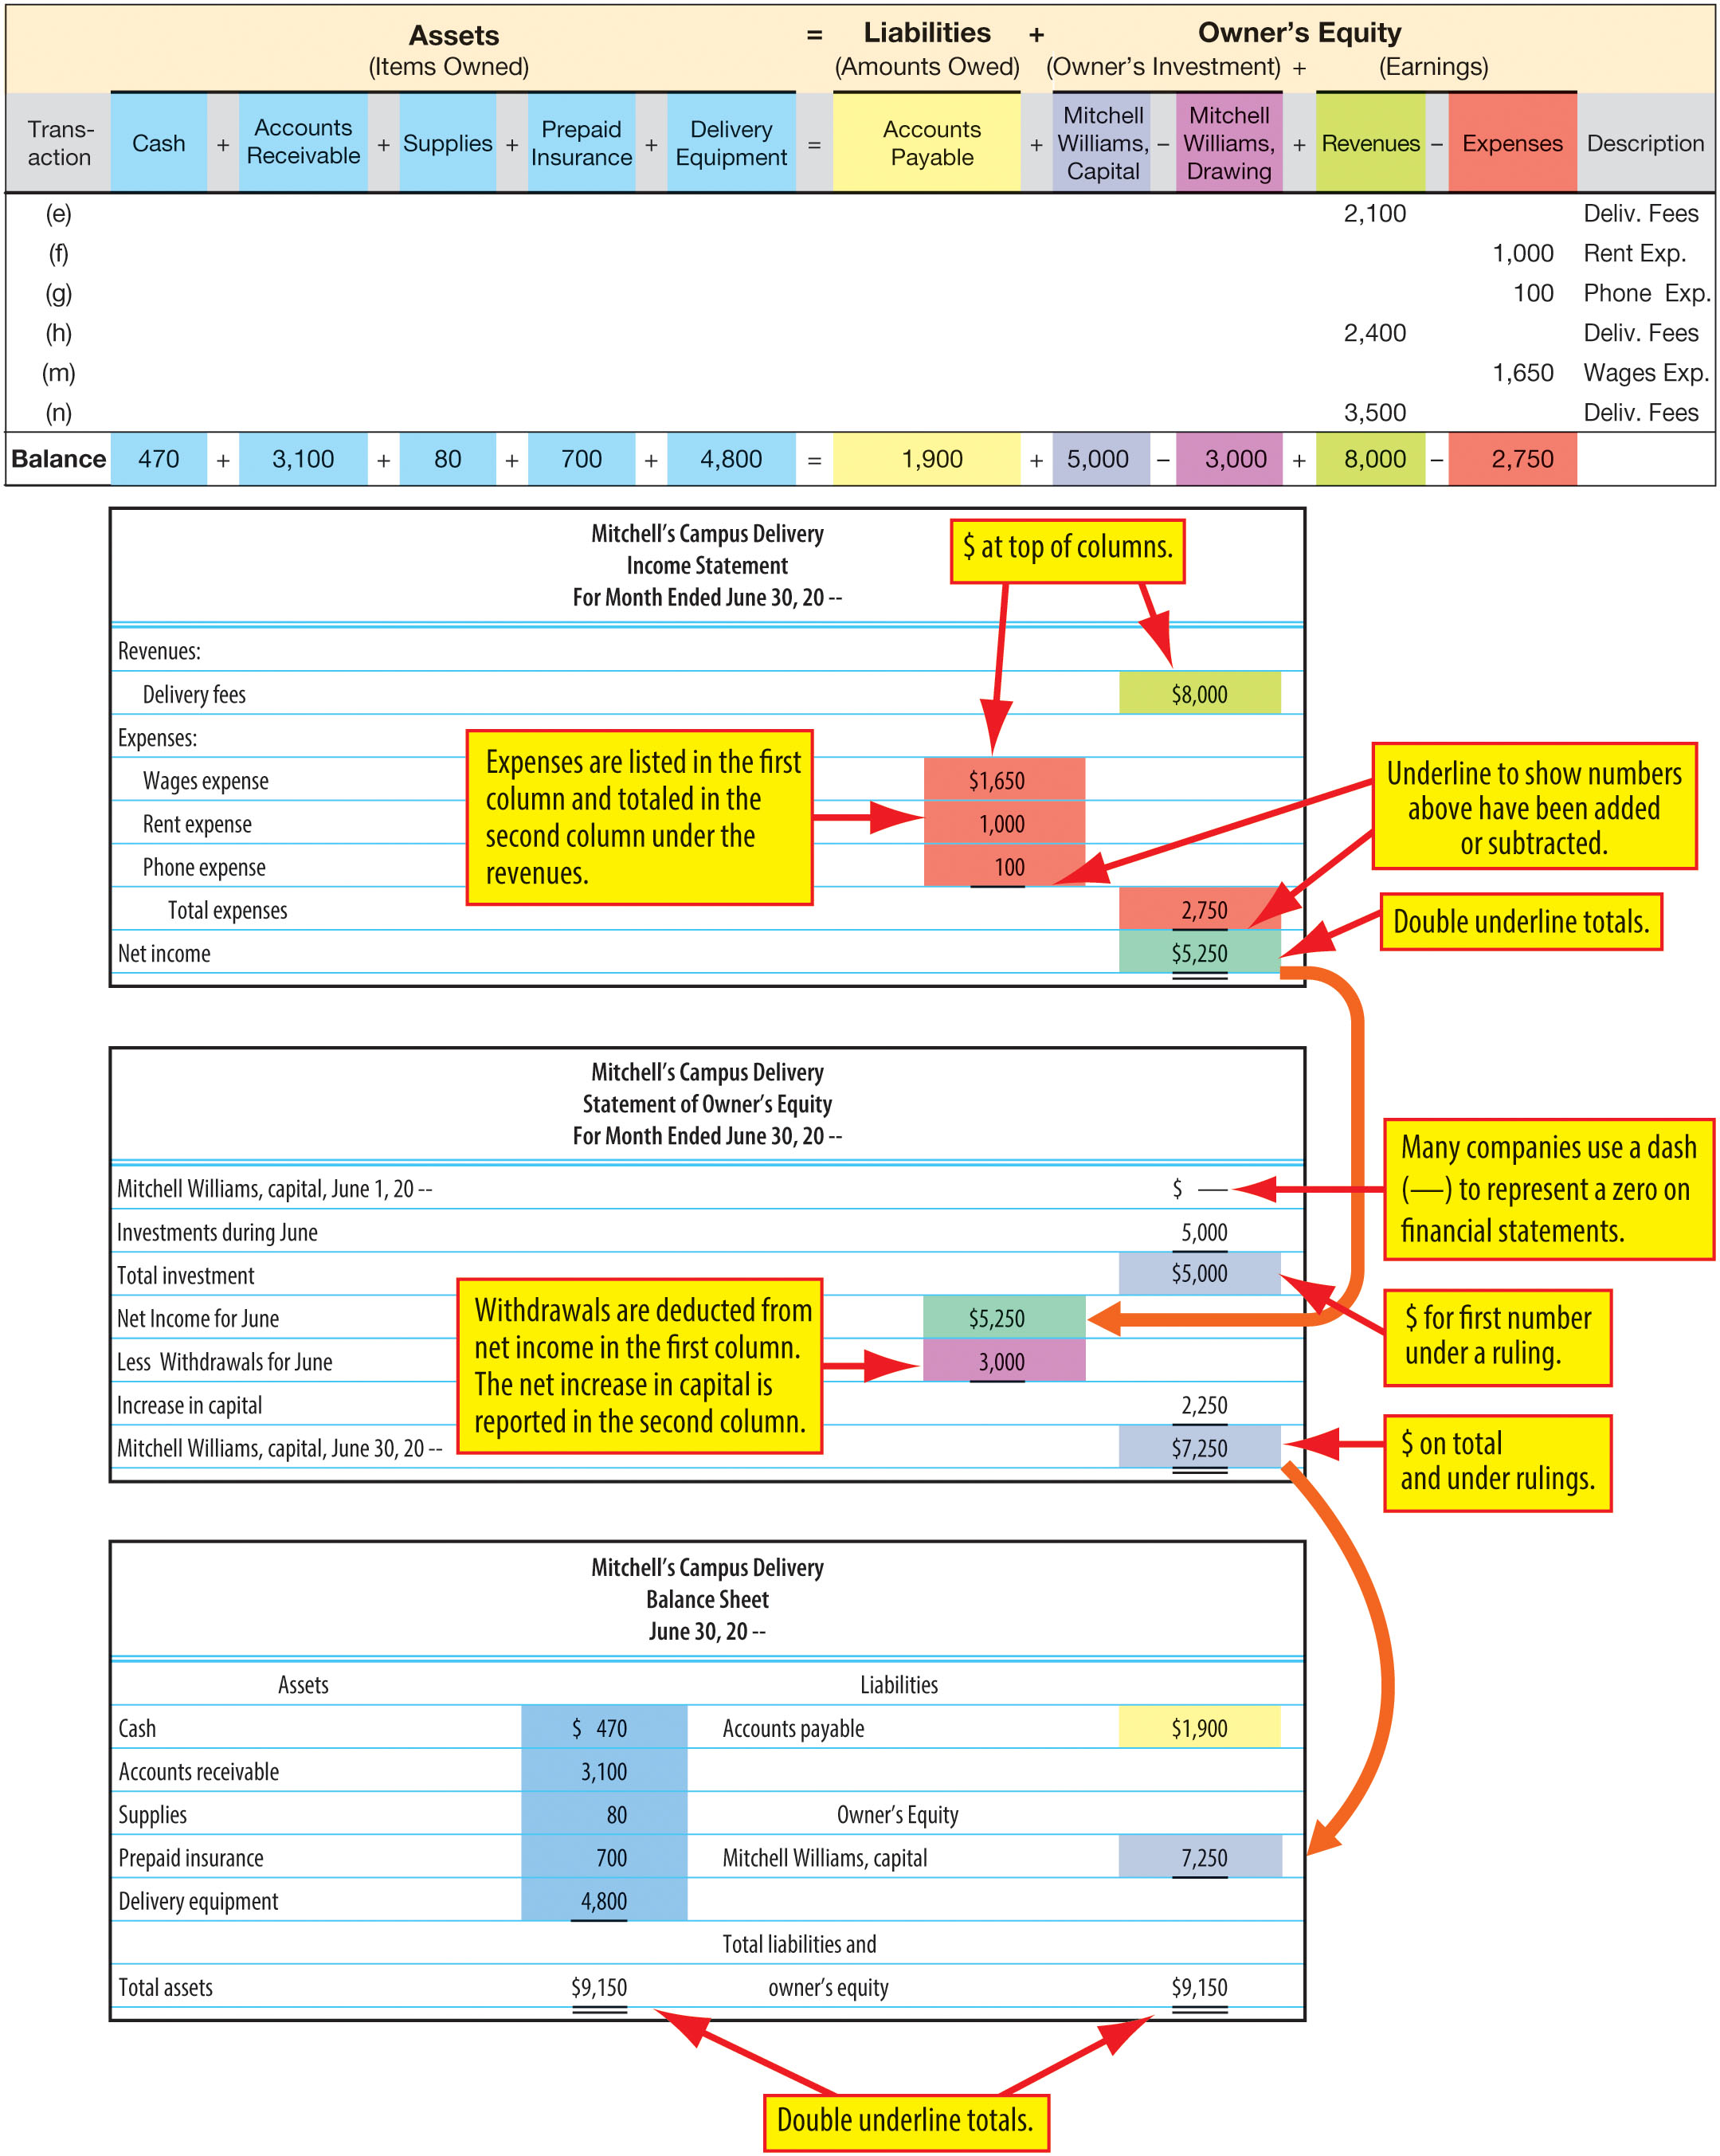 Assets = Liabilities + Owner's Equity
(Items Owned) (Amounts Owed) (Owner's Investment) + (Earnings)
Trans-
action
Cash + Accounts
Receivable + Supplies + Prepaid
Insurance + Delivery
Equipment = Accounts
Payable + Mitchell
Williams,
Capital – Mitchell
Williams,
Drawing + Revenues – Expenses Description
(e) 2,100 Deliv. Fees
(f) 1,000 Rent Exp.
(g) 100 Phone Exp.
(h) 2,400 Deliv. Fees
(m) 1,650 Wages Exp.
(n) 3,500 Deliv. Fees
Balance 470 + 3,100 + 80 + 700 + 4,800 = 1,900 + 5,000 – 3,000 + 8,000 – 2,750
Mitchell's Campus Delivery
Income Statement
For Month Ended June 30, 20 --
$ at top of columns.
Revenues:
Delivery fees $8,000
Expenses:
Wages expense $1,650
Rent expense 1,000
Phone expense 100
Total expenses 2,750
Net income $5,250
Expenses are listed in the first
column and totaled in the
second column under the
revenues.
Underline to show numbers
above have been added
or subtracted.
Double underline totals.
Mitchell's Campus Delivery
Statement of Owner's Equity
For Month Ended June 30, 20 --
Mitchell Williams, capital, June 1, 20 -- $ —
Investments during June 5,000
Total investment $5,000
Net Income for June $5,250
Less Withdrawals for June 3,000
Increase in capital 2,250
Mitchell Williams, capital, June 30, 20 -- $7,250
Withdrawals are deducted from
net income in the first column.
The net increase in capital is
reported in the second column.
Many companies use a dash
(—) to represent a zero on
financial statements.
$ for first number
under a ruling.
$ on total
and under rulings.
Mitchell's Campus Delivery
Balance Sheet
June 30, 20 --
Assets Liabilities
Cash $ 470 Accounts payable $1,900
Accounts receivable 3,100
Supplies 80 Owner's Equity
Prepaid insurance 700 Mitchell Williams, capital 7,250
Delivery equipment 4,800
Total liabilities and
Total assets $9,150 owner's equity $9,150
Double underline totals.